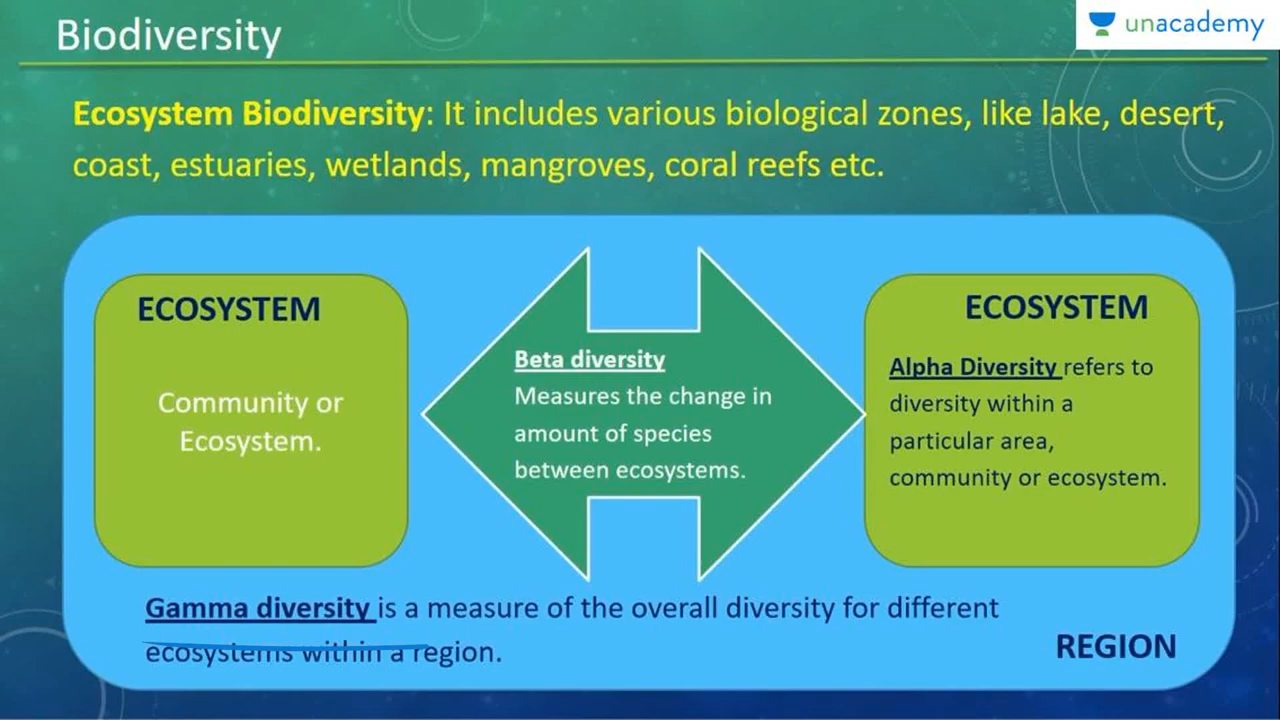 Biodiversity
unacademy
Ecosystem Biodiversity: It includes various biological zones, like lake, desert,
coast, estuaries, wetlands, mangroves, coral reefs etc.
ECOSYSTEM
Community or
Ecosystem.
Beta diversity
Measures the change in
amount of species
between ecosystems.
ECOSYSTEM
Alpha Diversity refers to
diversity within a
particular area,
community or ecosystem.
Gamma diversity is a measure of the overall diversity for different
ecosystems within a region.
REGION